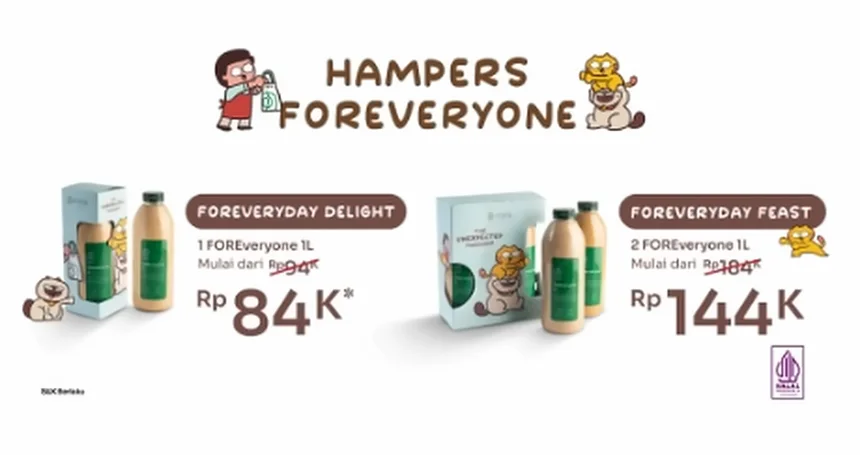 HAMPERS
FOREVERYONE
FOREVERYDAY DELIGHT
1 FOREveryone 1L
Mulai dari Rp94K
Rp 84K*
FOREVERYDAY FEAST
2 FOREveryone 1L
Mulai dari Rp184K
Rp 144K
S&K Berlaku
HALAL